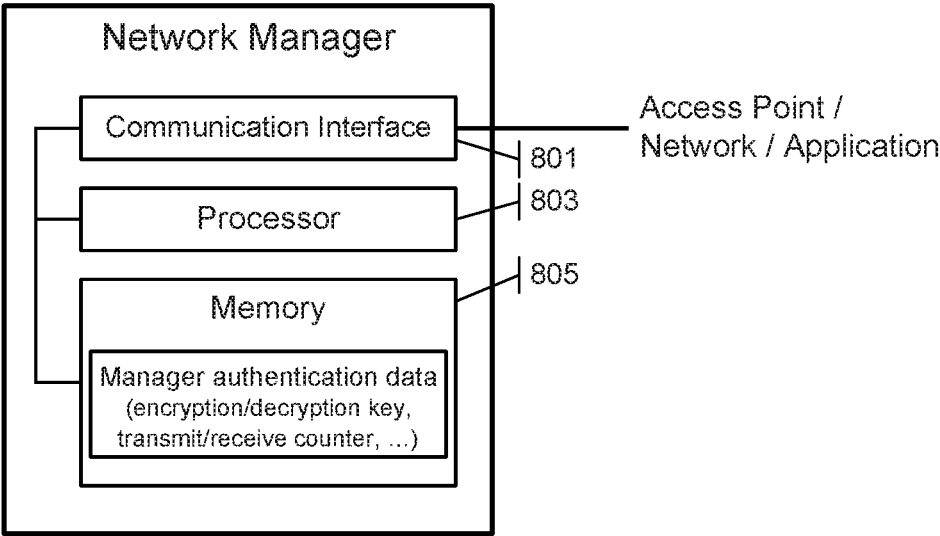 Network Manager
Communication Interface
Access Point /
Network / Application
801
803
Processor
805
Memory
Manager authentication data
(encryption/decryption key,
transmit/receive counter, ...)